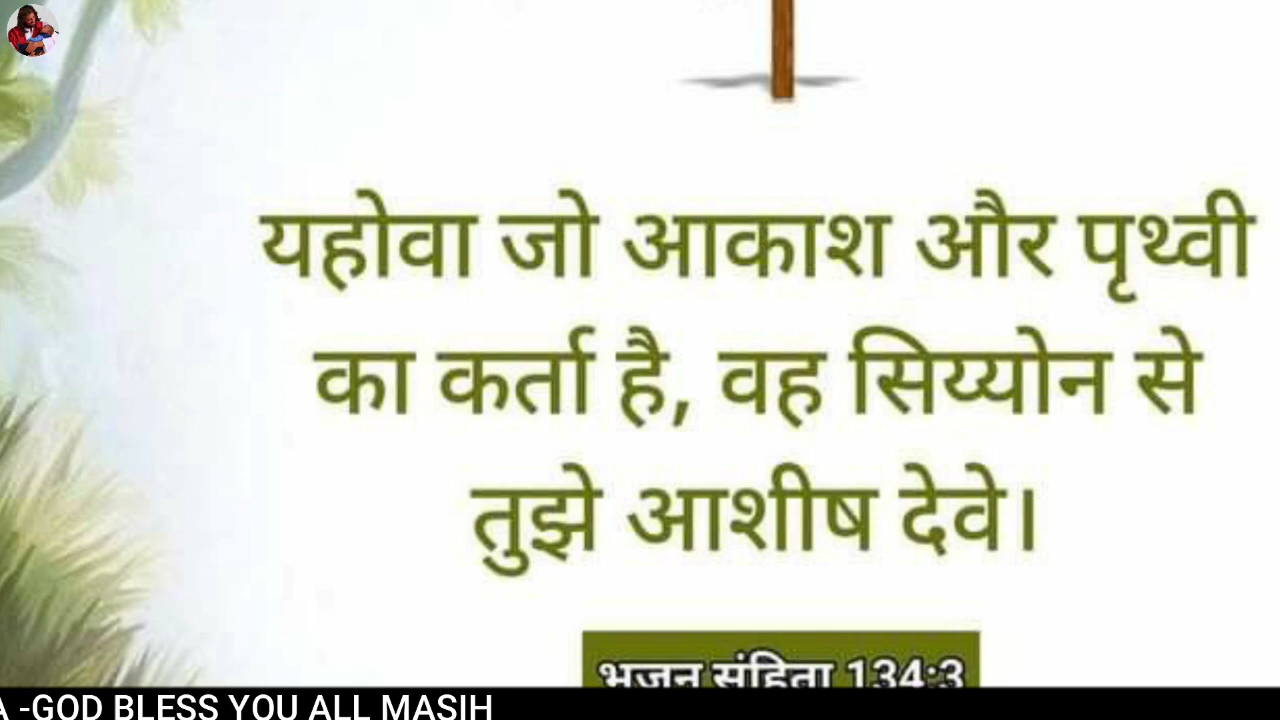 यहोवा जो आकाश और पृथ्वी
का कर्ता है, वह सिय्योन से
तुझे आशीष देवे।
भजन संहिता 134:3
A -GOD BLESS YOU ALL MASIH